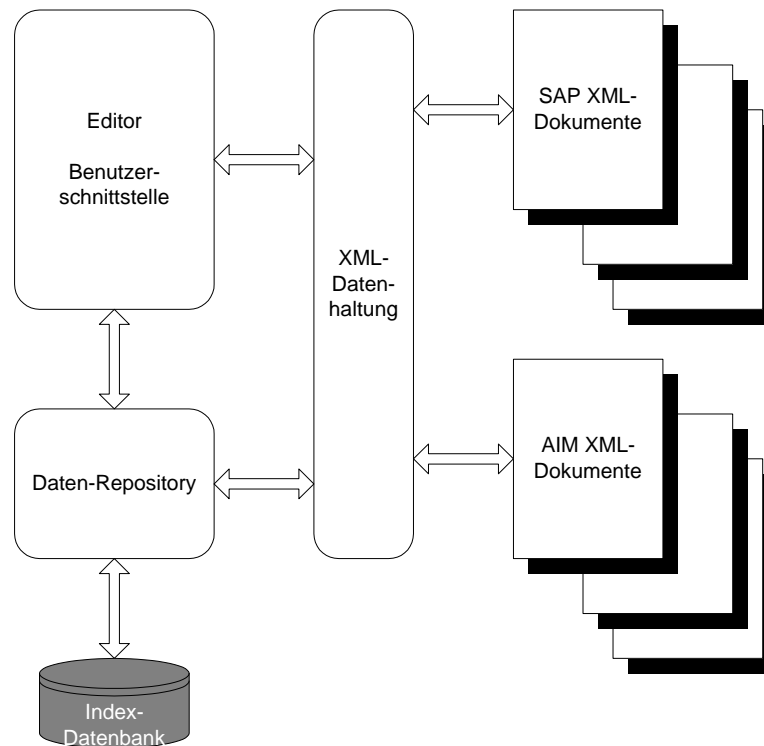 Editor
Benutzer-
schnittstelle
XML-
Daten-
haltung
SAP XML-
Dokumente
Daten-Repository
AIM XML-
Dokumente
Index-
Datenbank